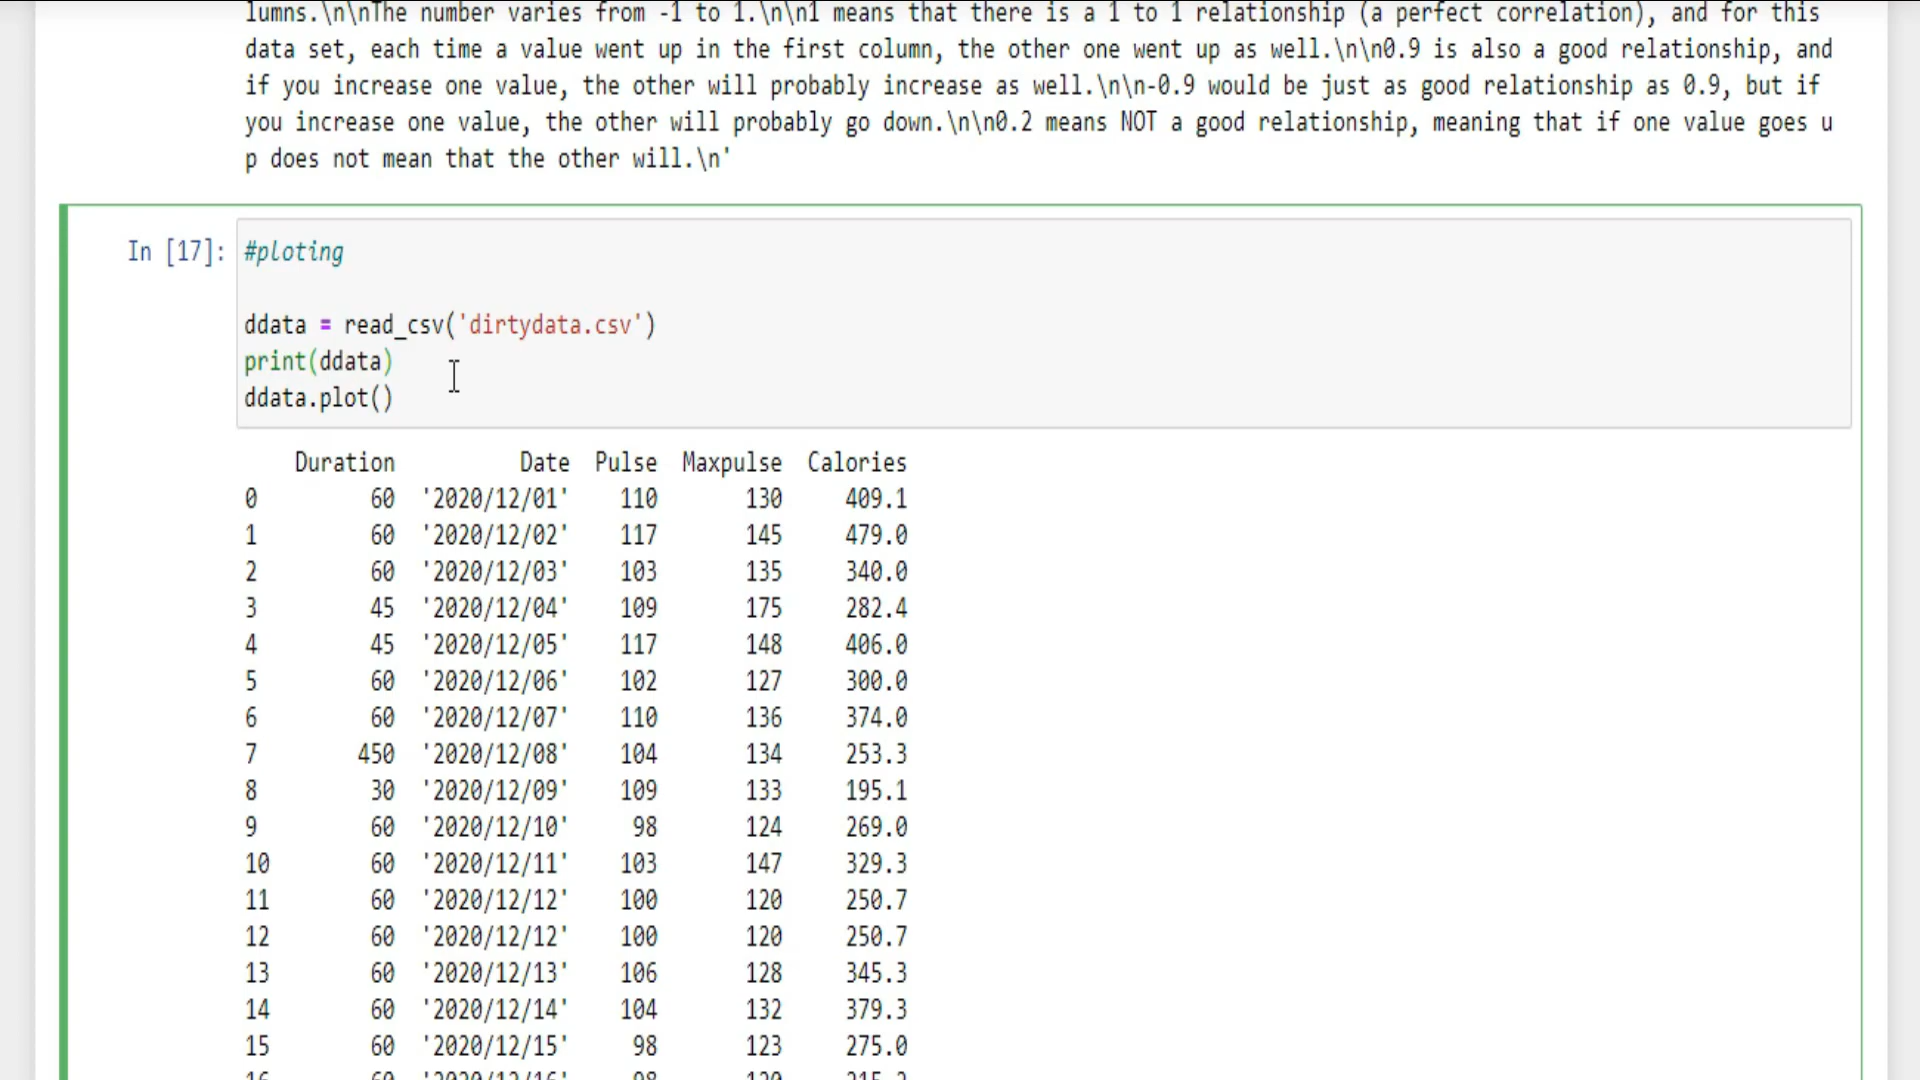 lumns.\n\nThe number varies from -1 to 1.\n\n1 means that there is a 1 to 1 relationship (a perfect correlation), and for this
data set, each time a value went up in the first column, the other one went up as well.\n\n0.9 is also a good relationship, and
if you increase one value, the other will probably increase as well.\n\n-0.9 would be just as good relationship as 0.9, but if
you increase one value, the other will probably go down.\n\n0.2 means NOT a good relationship, meaning that if one value goes u
p does not mean that the other will.\n'
In [17]: #ploting
ddata = read_csv('dirtydata.csv')
print(ddata)
ddata.plot()
Duration Date Pulse Maxpulse Calories
0 60 '2020/12/01' 110 130 409.1
1 60 '2020/12/02' 117 145 479.0
2 60 '2020/12/03' 103 135 340.0
3 45 '2020/12/04' 109 175 282.4
4 45 '2020/12/05' 117 148 406.0
5 60 '2020/12/06' 102 127 300.0
6 60 '2020/12/07' 110 136 374.0
7 450 '2020/12/08' 104 134 253.3
8 30 '2020/12/09' 109 133 195.1
9 60 '2020/12/10' 98 124 269.0
10 60 '2020/12/11' 103 147 329.3
11 60 '2020/12/12' 100 120 250.7
12 60 '2020/12/12' 100 120 250.7
13 60 '2020/12/13' 106 128 345.3
14 60 '2020/12/14' 104 132 379.3
15 60 '2020/12/15' 98 123 275.0
16 60 '2020/12/16' 98 120 215.2